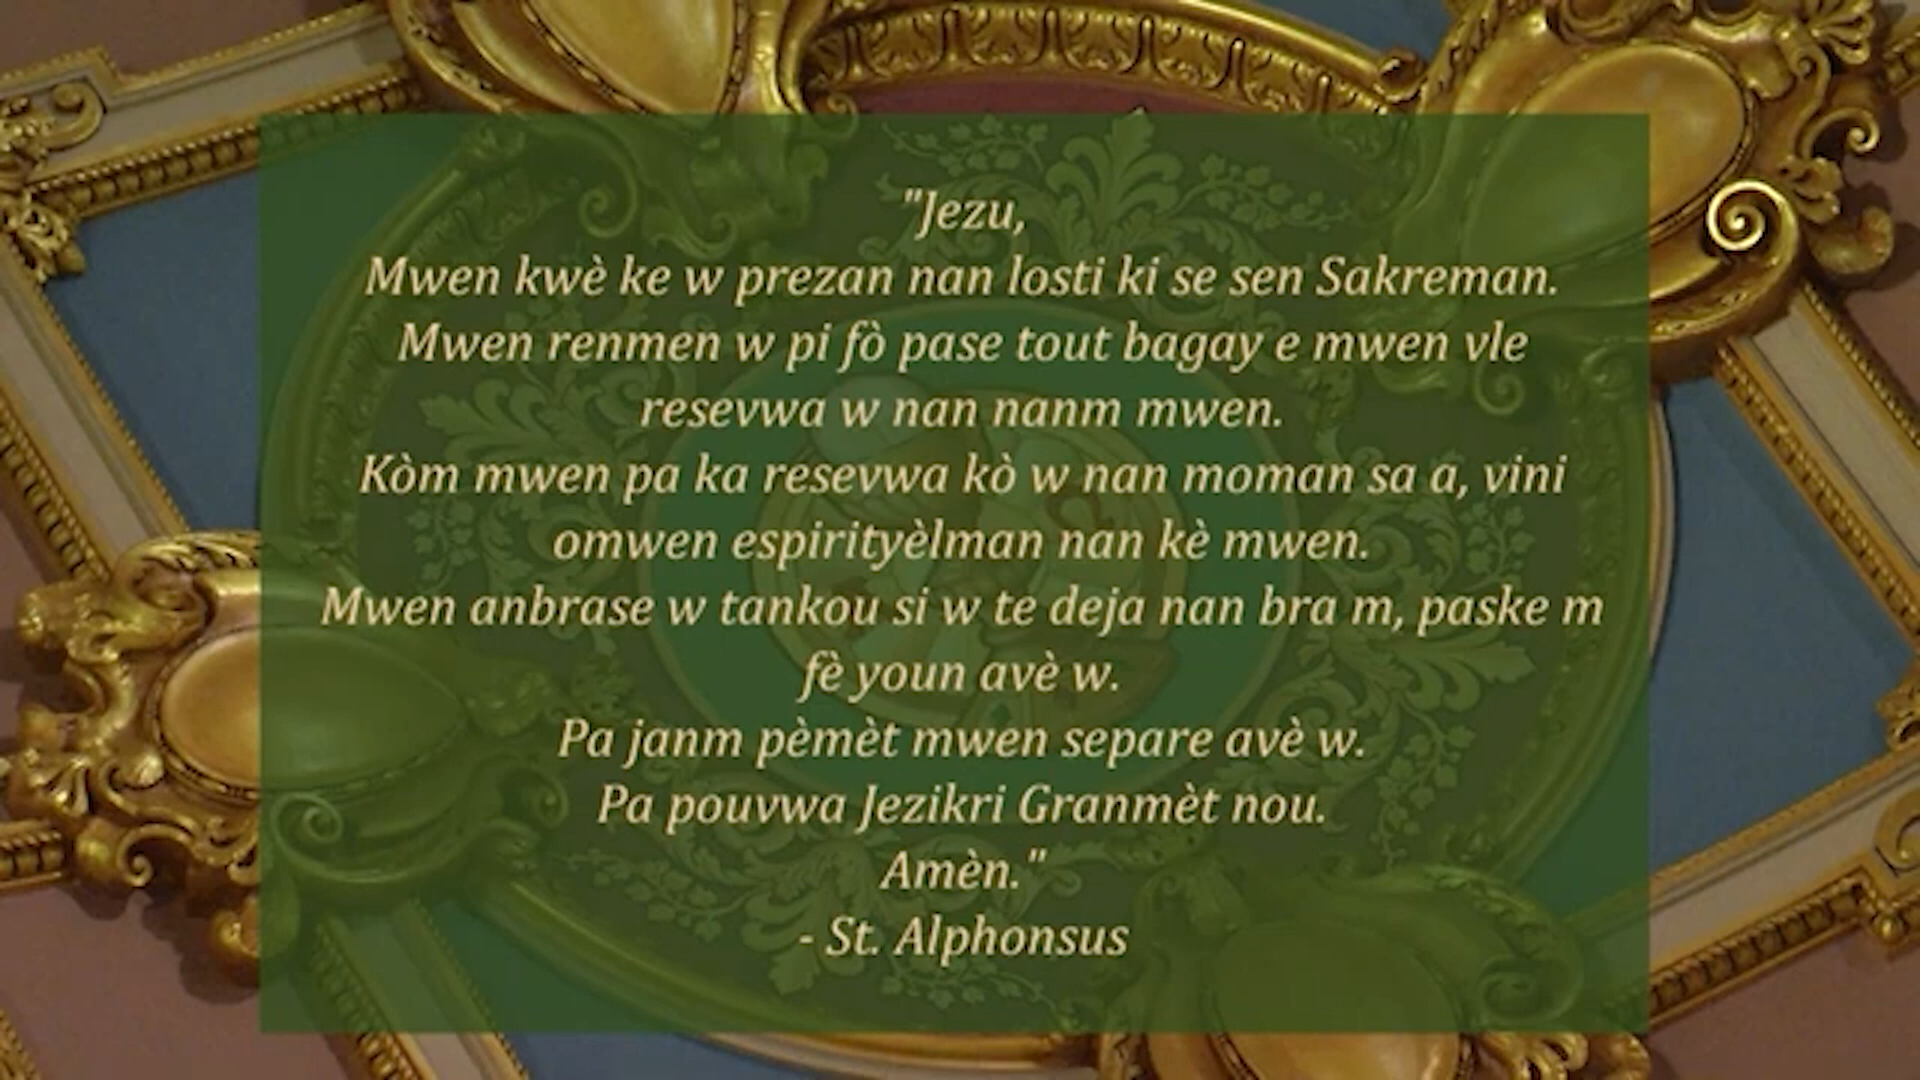 "Jezu,
Mwen kwè ke w prezan nan losti ki se sen Sakreman.
Mwen renmen w pi fò pase tout bagay e mwen vle
resevwa w nan nanm mwen.
Kòm mwen pa ka resevwa kò w nan moman sa a, vini
omwen espirityèlman nan kè mwen.
Mwen anbrase w tankou si w te deja nan bra m, paske m
fè youn avè w.
Pa janm pèmèt mwen separe avè w.
Pa pouvwa Jezikri Granmèt nou.
Amèn."
- St. Alphonsus